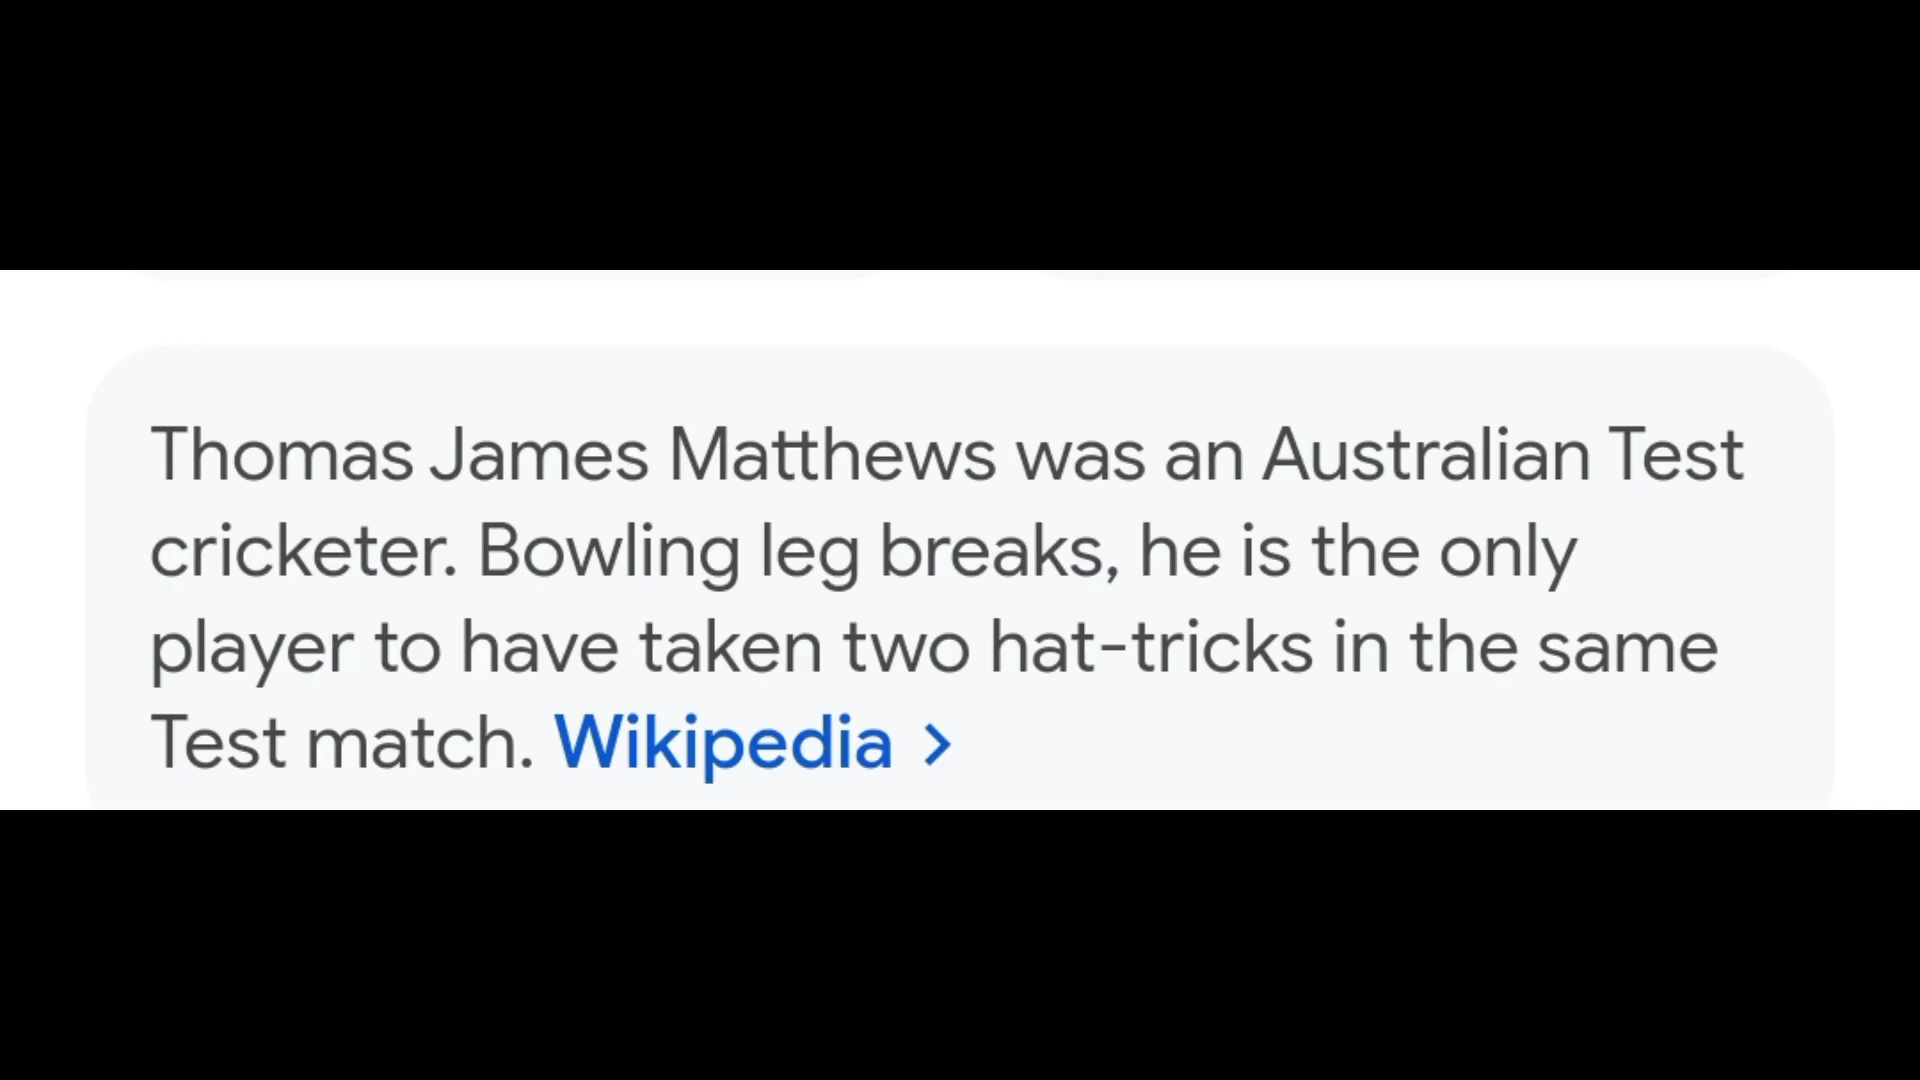 Thomas James Matthews was an Australian Test
cricketer. Bowling leg breaks, he is the only
player to have taken two hat-tricks in the same
Test match. Wikipedia >